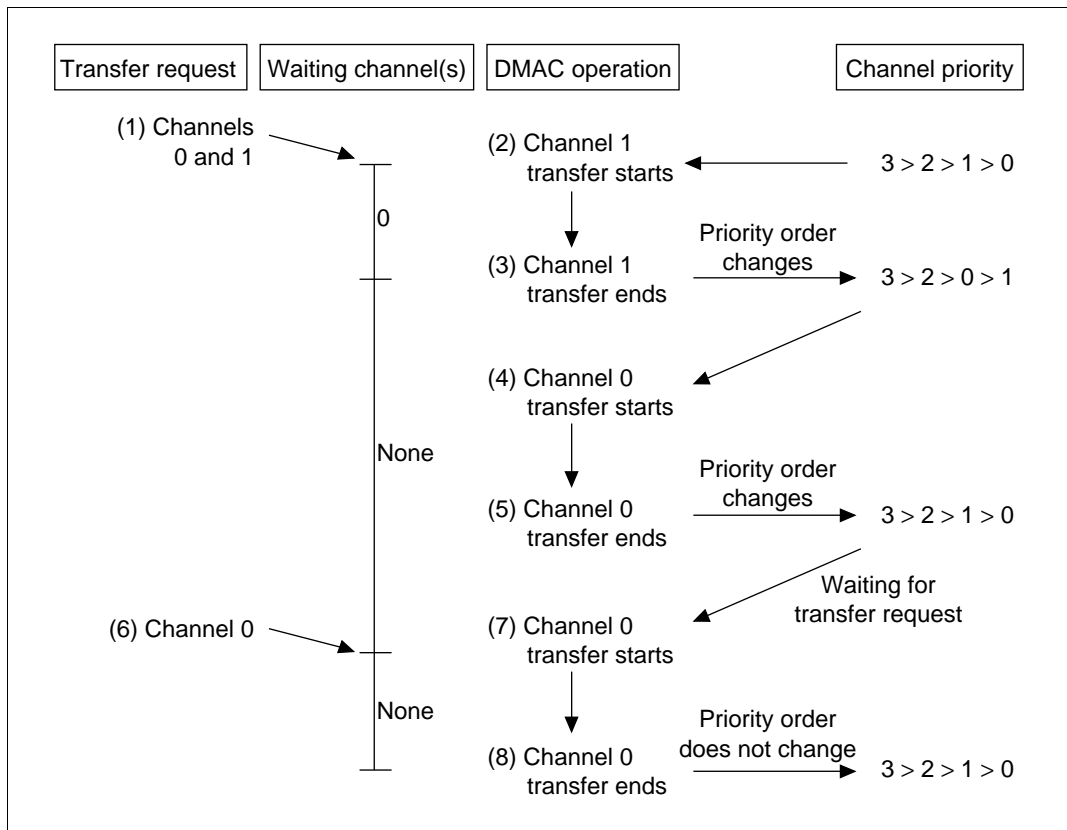 Transfer request
Waiting channel(s)
DMAC operation
Channel priority
(1) Channels
0 and 1
(2) Channel 1
transfer starts
3 > 2 > 1 > 0
0
(3) Channel 1
transfer ends
Priority order
changes
3 > 2 > 0 > 1
(4) Channel 0
transfer starts
None
(5) Channel 0
transfer ends
Priority order
changes
3 > 2 > 1 > 0
Waiting for
transfer request
(6) Channel 0
(7) Channel 0
transfer starts
None
(8) Channel 0
transfer ends
Priority order
does not change
3 > 2 > 1 > 0